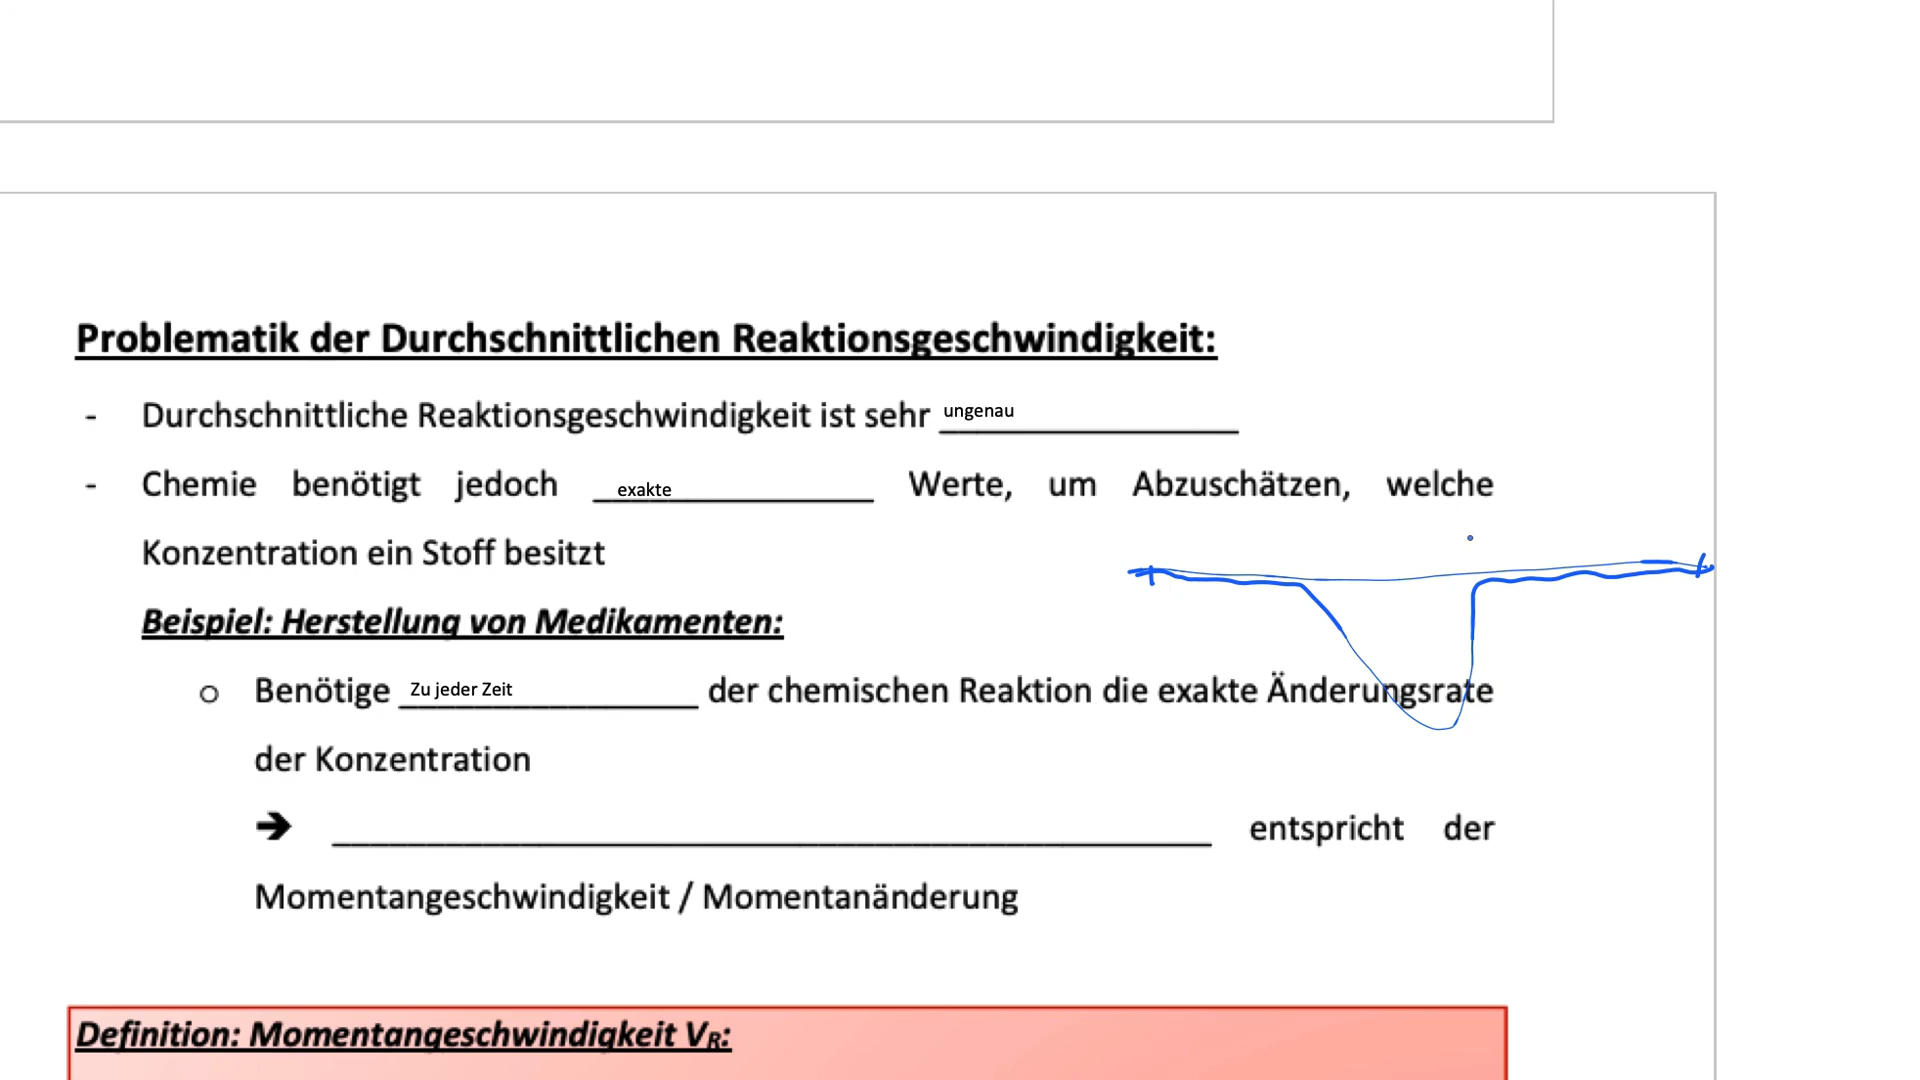 Problematik der Durchschnittlichen Reaktionsgeschwindigkeit:
- Durchschnittliche Reaktionsgeschwindigkeit ist sehr ungenau
- Chemie benötigt jedoch exakte Werte, um Abzuschätzen, welche
Konzentration ein Stoff besitzt
Beispiel: Herstellung von Medikamenten:
o Benötige Zu jeder Zeit der chemischen Reaktion die exakte Änderungsrate
der Konzentration
➔ ______________________ entspricht der
Momentangeschwindigkeit / Momentanänderung
Definition: Momentangeschwindigkeit VR: